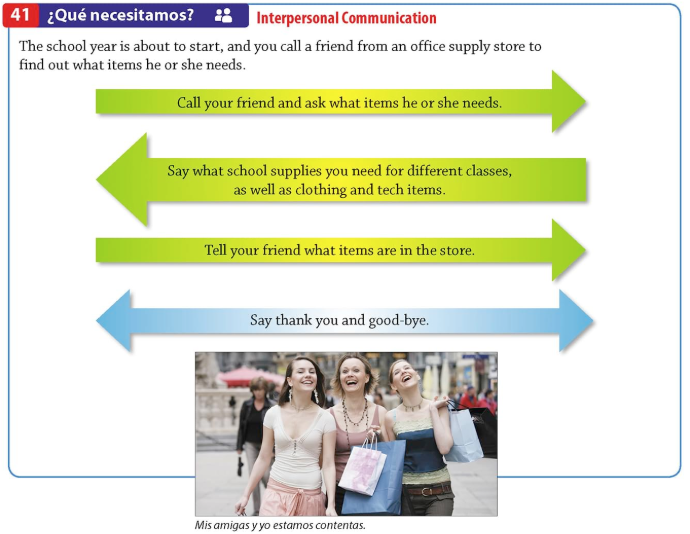 41 ¿Qué necesitamos? Interpersonal Communication
The school year is about to start, and you call a friend from an office supply store to
find out what items he or she needs.
Call your friend and ask what items he or she needs.
Say what school supplies you need for different classes,
as well as clothing and tech items.
Tell your friend what items are in the store.
Say thank you and good-bye.
Mis amigas y yo estamos contentas.